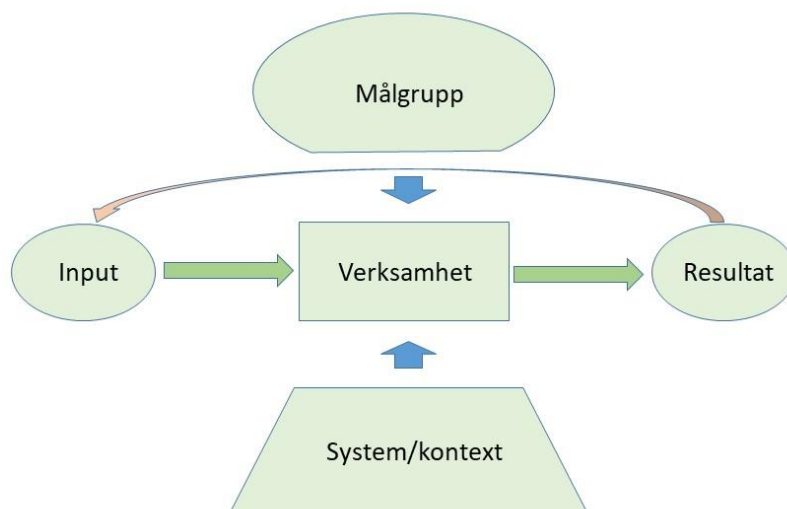 Målgrupp
Input
Verksamhet
Resultat
System/kontext